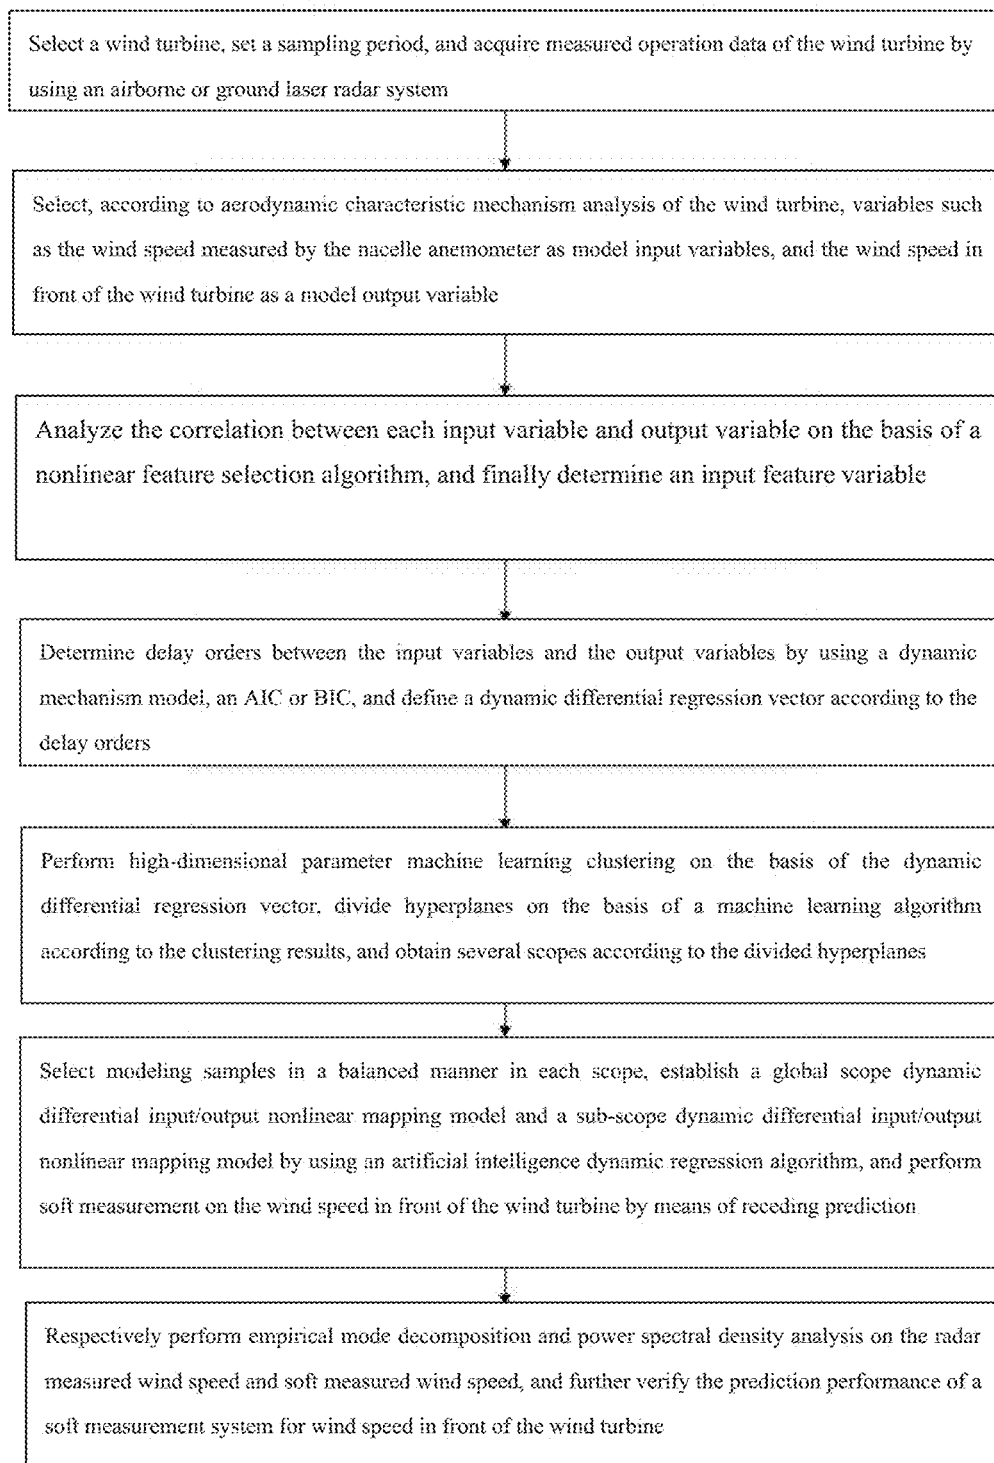 Select a wind turbine, set a sampling period, and acquire measured operation data of the wind turbine by
using an airborne or ground laser radar system
Select, according to aerodynamic characteristic mechanism analysis of the wind turbine, variables such
as the wind speed measured by the nacelle anemometer as model input variables, and the wind speed in
front of the wind turbine as a model output variable
Analyze the correlation between each input variable and output variable on the basis of a
nonlinear feature selection algorithm, and finally determine an input feature variable
Determine delay orders between the input variables and the output variables by using a dynamic
mechanism model, an AIC or BIC, and define a dynamic differential regression vector according to the
delay orders
Perform high-dimensional parameter machine learning clustering on the basis of the dynamic
differential regression vector, divide hyperplanes on the basis of a machine learning algorithm
according to the clustering results, and obtain several scopes according to the divided hyperplanes
Select modeling samples in a balanced manner in each scope, establish a global scope dynamic
differential input/output nonlinear mapping model and a sub-scope dynamic differential input/output
nonlinear mapping model by using an artificial intelligence dynamic regression algorithm, and perform
soft measurement on the wind speed in front of the wind turbine by means of receding prediction
Respectively perform empirical mode decomposition and power spectral density analysis on the radar
measured wind speed and soft measured wind speed, and further verify the prediction performance of a
soft measurement system for wind speed in front of the wind turbine